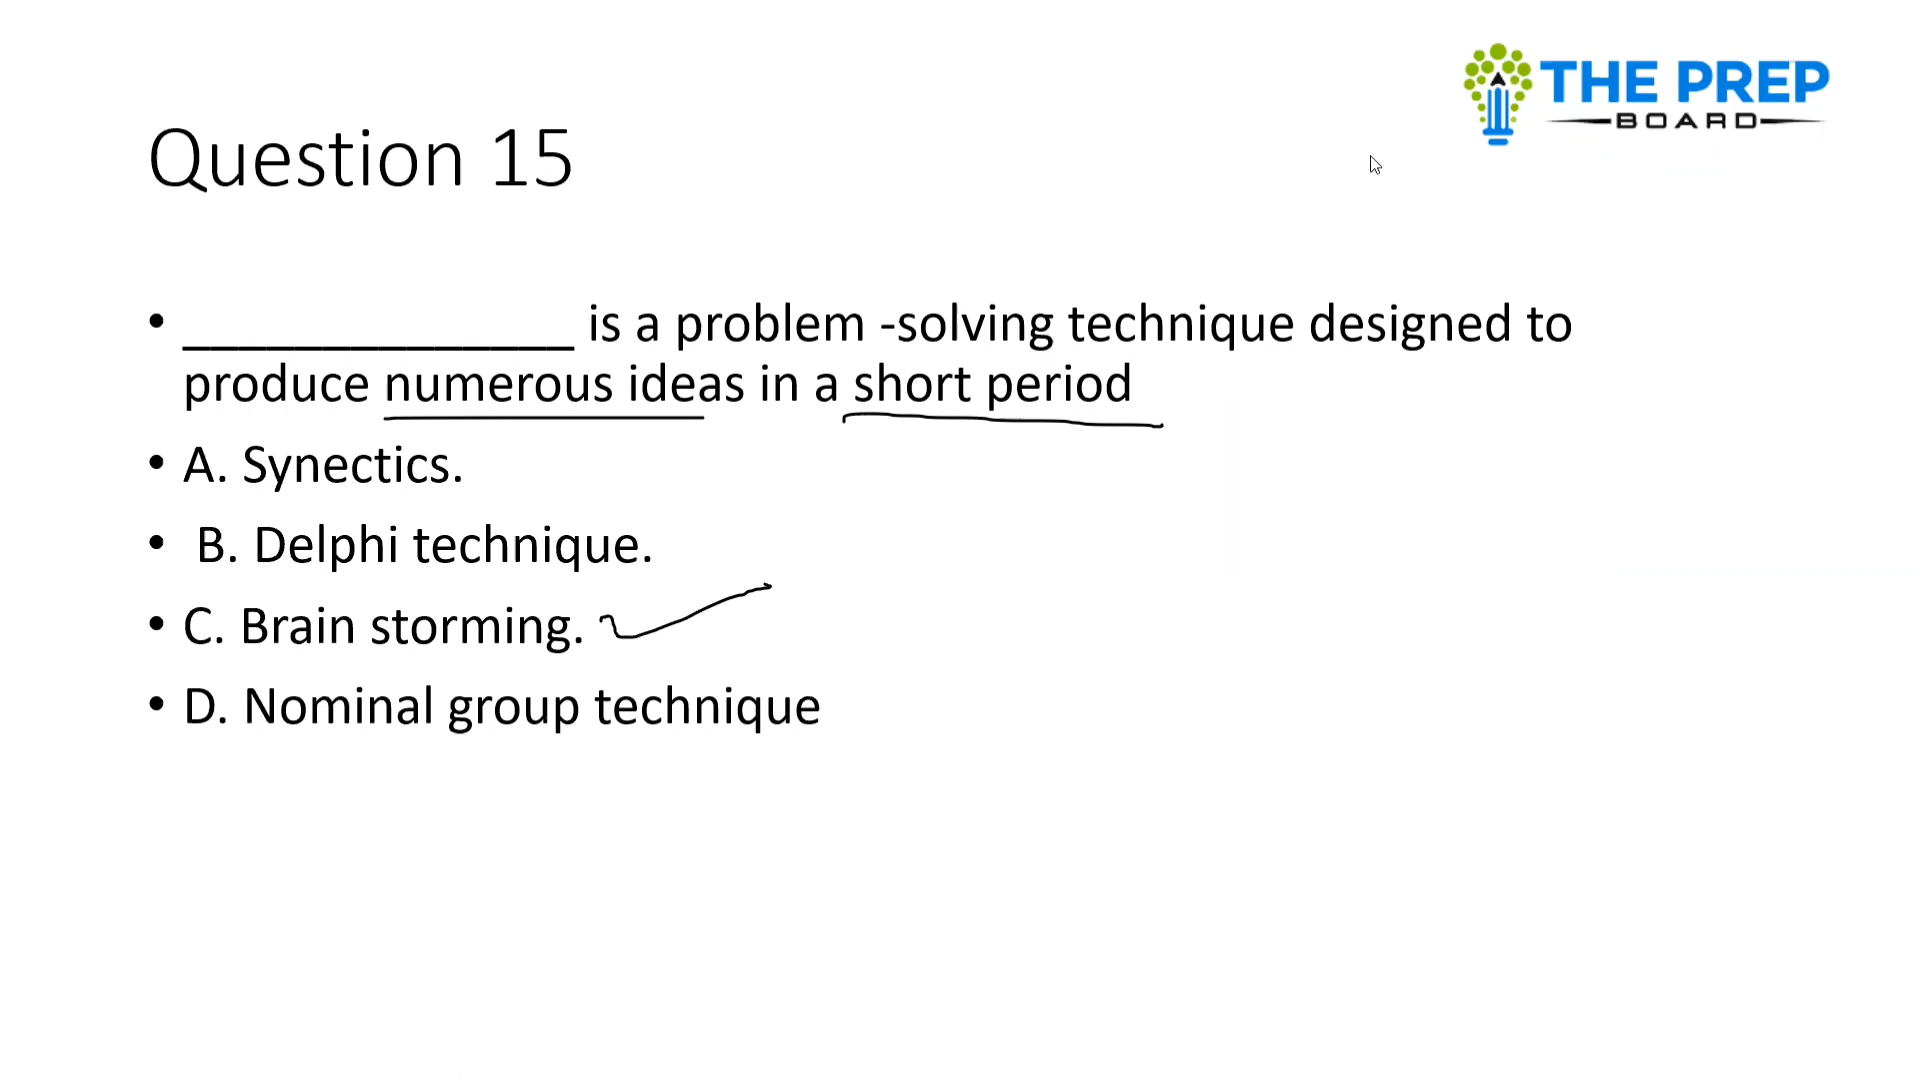 THE PREP
BOARD
Question 15
• ______________ is a problem -solving technique designed to
produce numerous ideas in a short period
• A. Synectics.
• B. Delphi technique.
• C. Brain storming.
• D. Nominal group technique